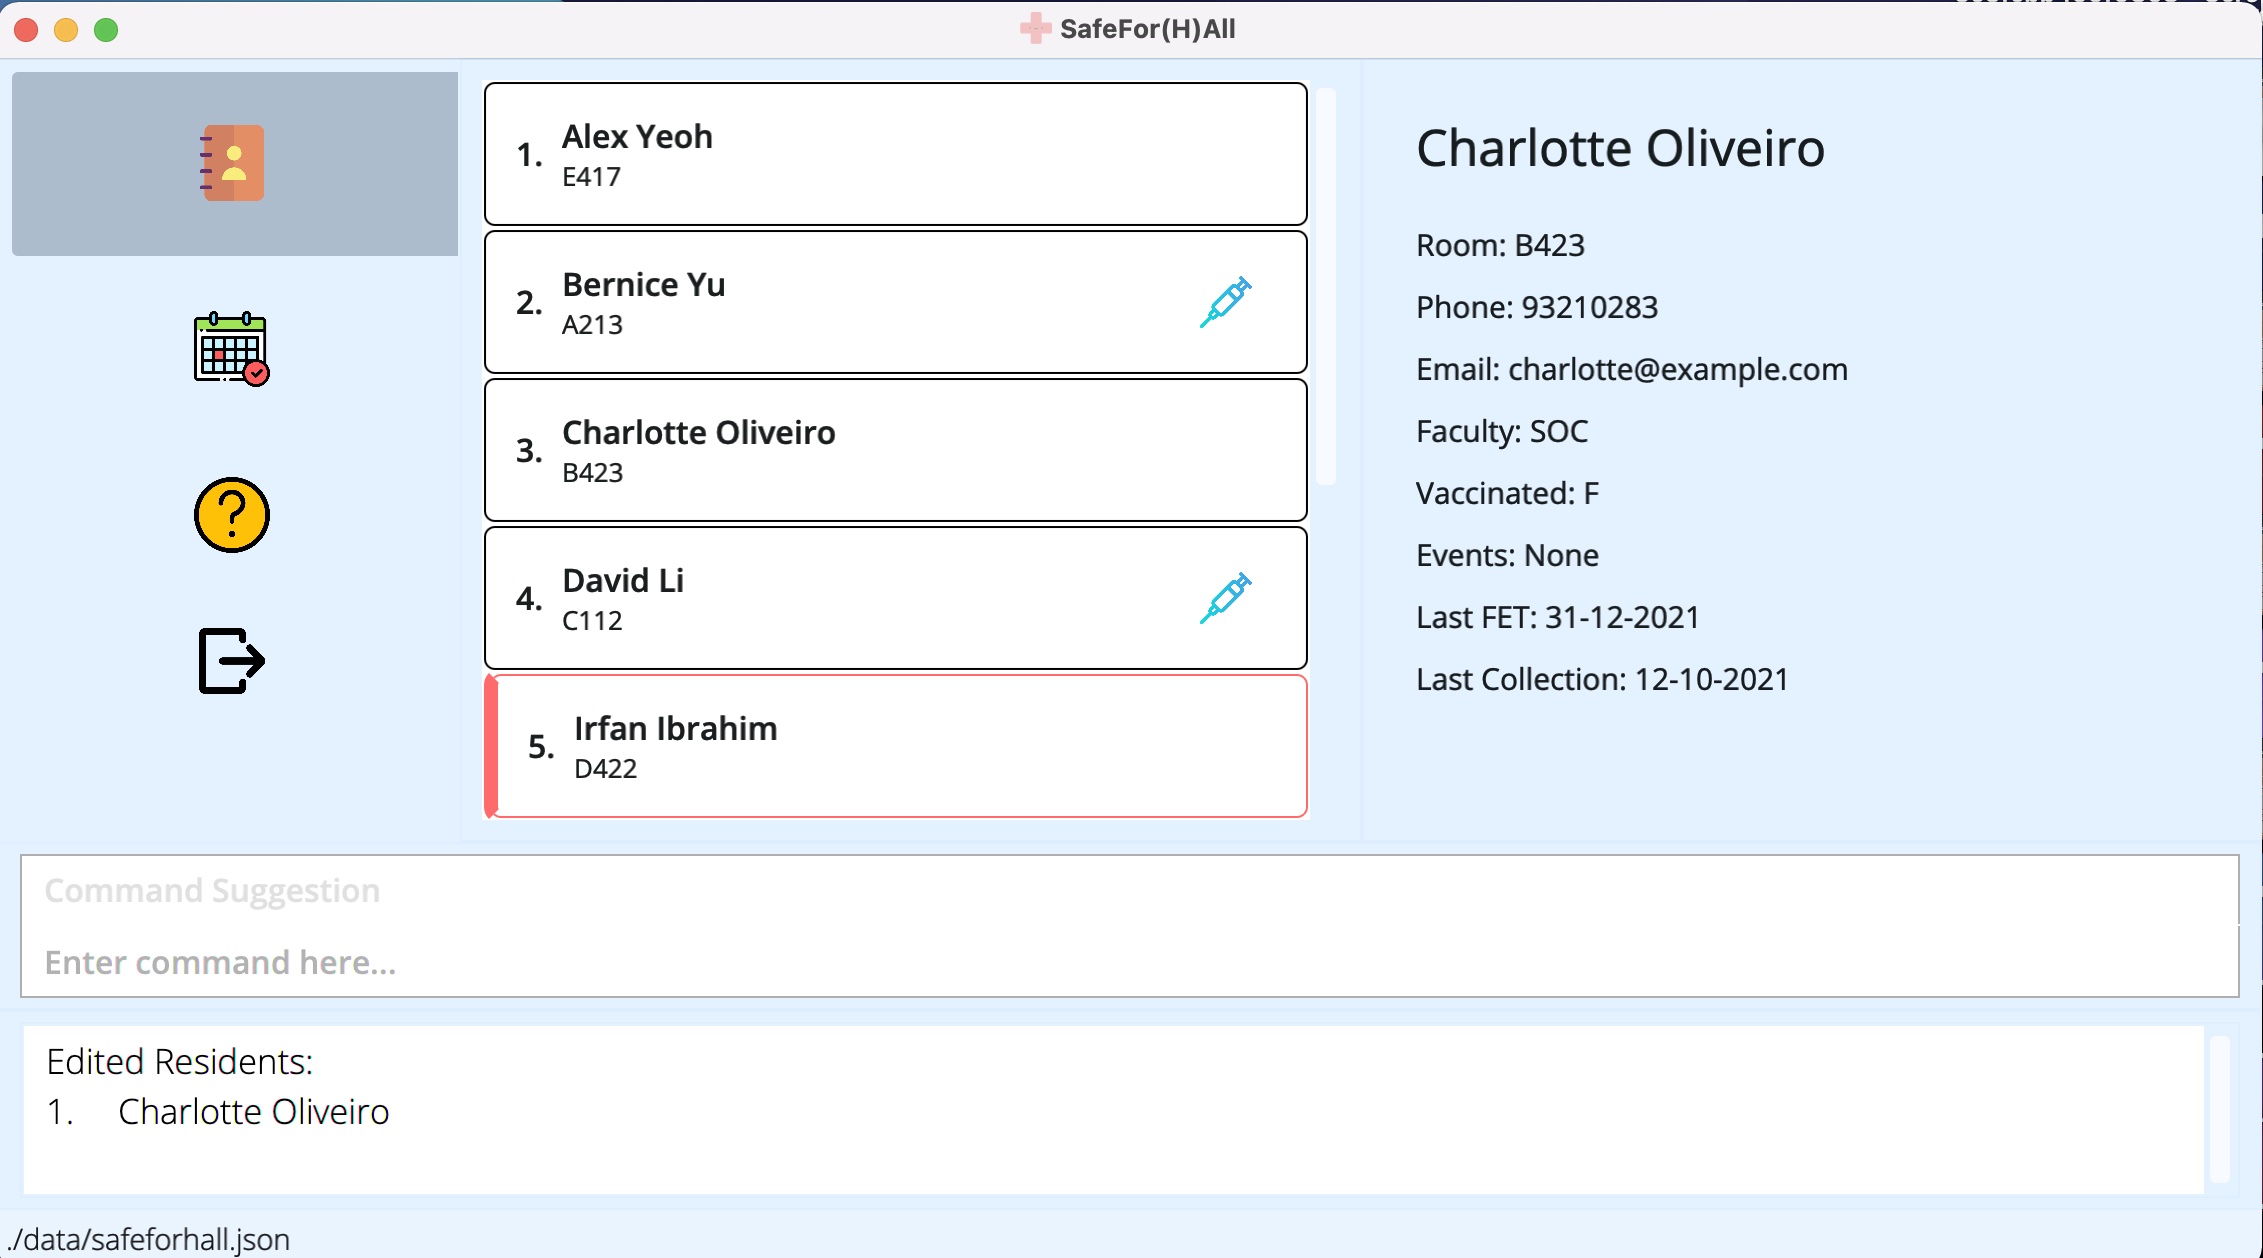 SafeFor(H)All
1.
Alex Yeoh
E417
2.
Bernice Yu
A213
3.
Charlotte Oliveiro
B423
4.
David Li
C112
5.
Irfan Ibrahim
D422
Charlotte Oliveiro
Room: B423
Phone: 93210283
Email: charlotte@example.com
Faculty: SOC
Vaccinated: F
Events: None
Last FET: 31-12-2021
Last Collection: 12-10-2021
Command Suggestion
Enter command here...
Edited Residents:
1. Charlotte Oliveiro
./data/safeforhall.json